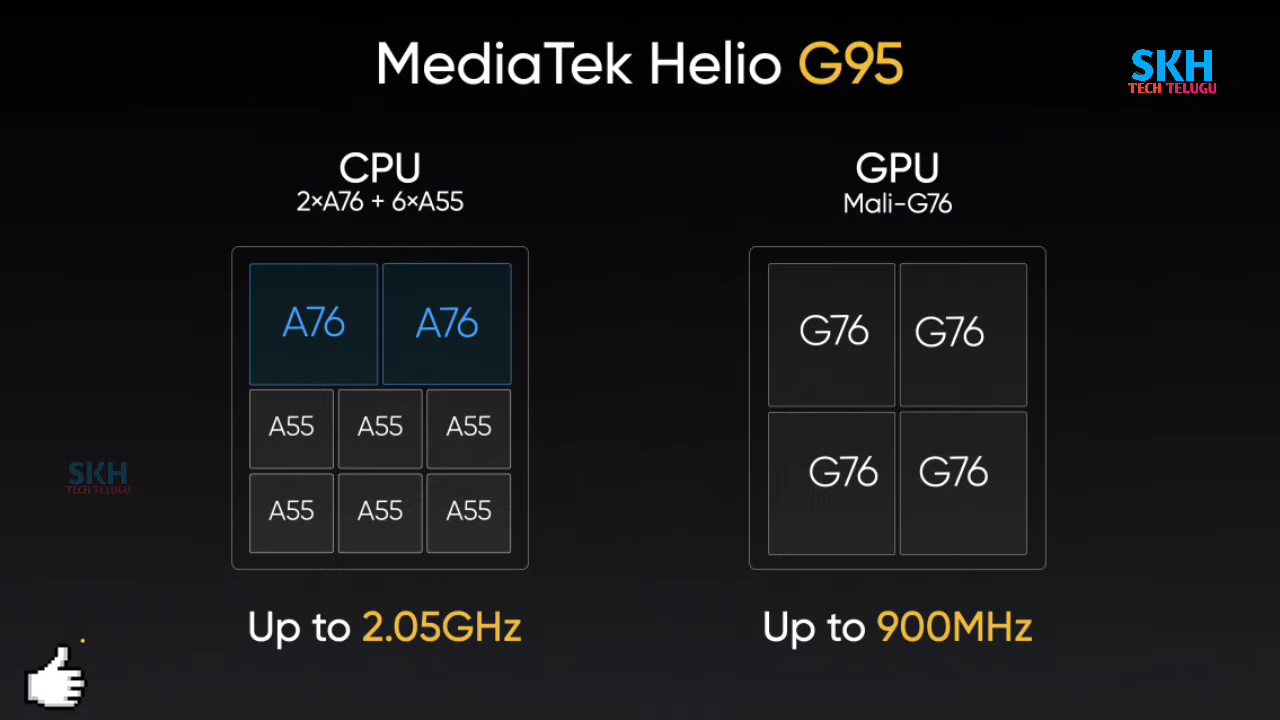 MediaTek Helio G95
SKH
TECH TELUGU
CPU
2×A76 + 6×A55
GPU
Mali-G76
A76 A76
A55 A55 A55
A55 A55 A55
G76 G76
G76 G76
SKH
TECH TELUGU
Up to 2.05GHz
Up to 900MHz